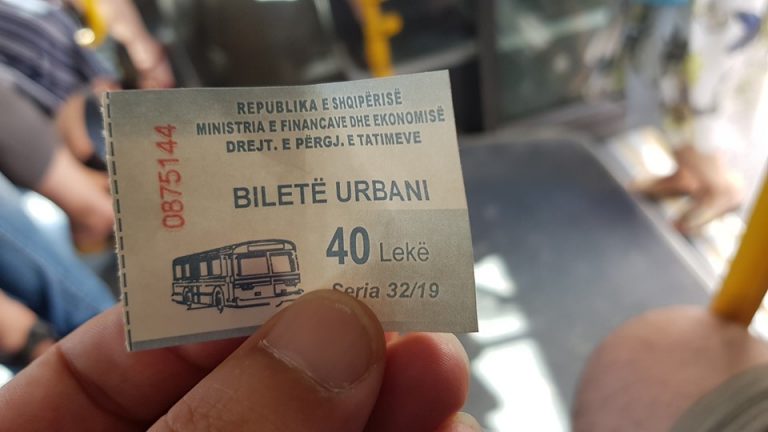 REPUBLIKA E SHQIPËRISË
MINISTRIA E FINANCAVE DHE EKONOMISË
DREJT. E PËRGJ. E TATIMEVE
0875144
BILETË URBANI
40 Lekë
Seria 32/19